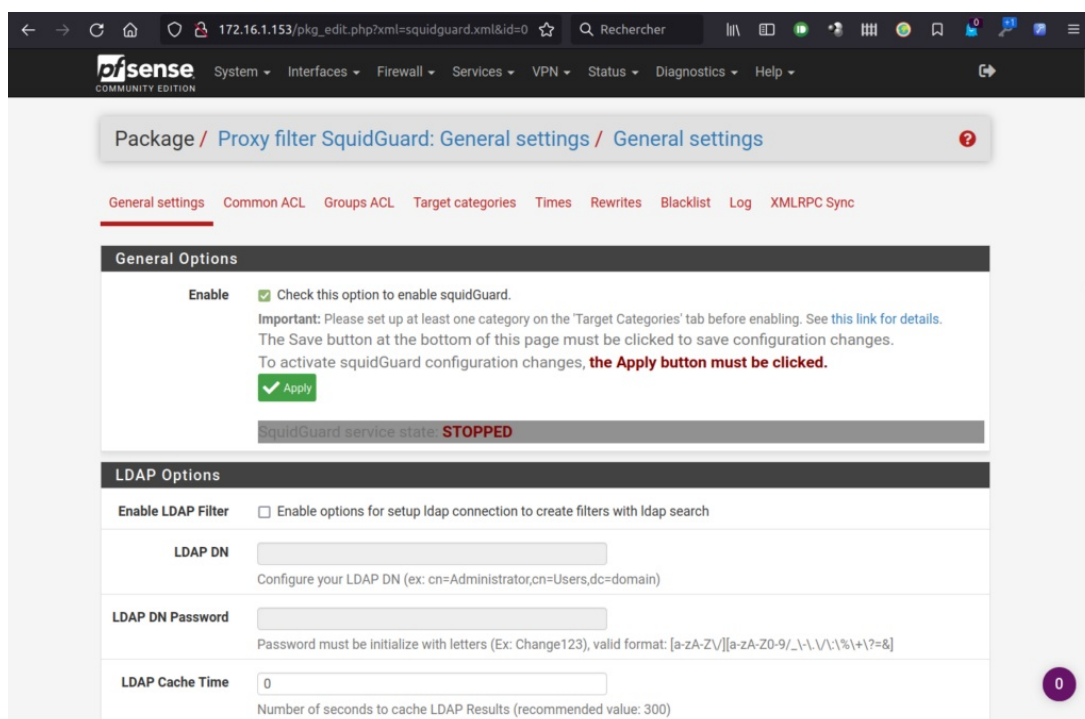 172.16.1.153/pkg_edit.php?xml=squidguard.xml&id=0
Rechercher
0
+1
pfsense
COMMUNITY EDITION
System
Interfaces
Firewall
Services
VPN
Status
Diagnostics
Help
Package / Proxy filter SquidGuard: General settings / General settings
General settings Common ACL Groups ACL Target categories Times Rewrites Blacklist Log XMLRPC Sync
General Options
Enable
Check this option to enable squidGuard.
Important: Please set up at least one category on the 'Target Categories' tab before enabling. See this link for details.
The Save button at the bottom of this page must be clicked to save configuration changes.
To activate squidGuard configuration changes, the Apply button must be clicked.
Apply
SquidGuard service state: STOPPED
LDAP Options
Enable LDAP Filter
Enable options for setup ldap connection to create filters with ldap search
LDAP DN
Configure your LDAP DN (ex: cn=Administrator,cn=Users,dc=domain)
LDAP DN Password
Password must be initialize with letters (Ex: Change123), valid format: [a-zA-Z\/][a-zA-Z0-9/_\-\.\/\:\%\+\?=&]
LDAP Cache Time
0
Number of seconds to cache LDAP Results (recommended value: 300)
0